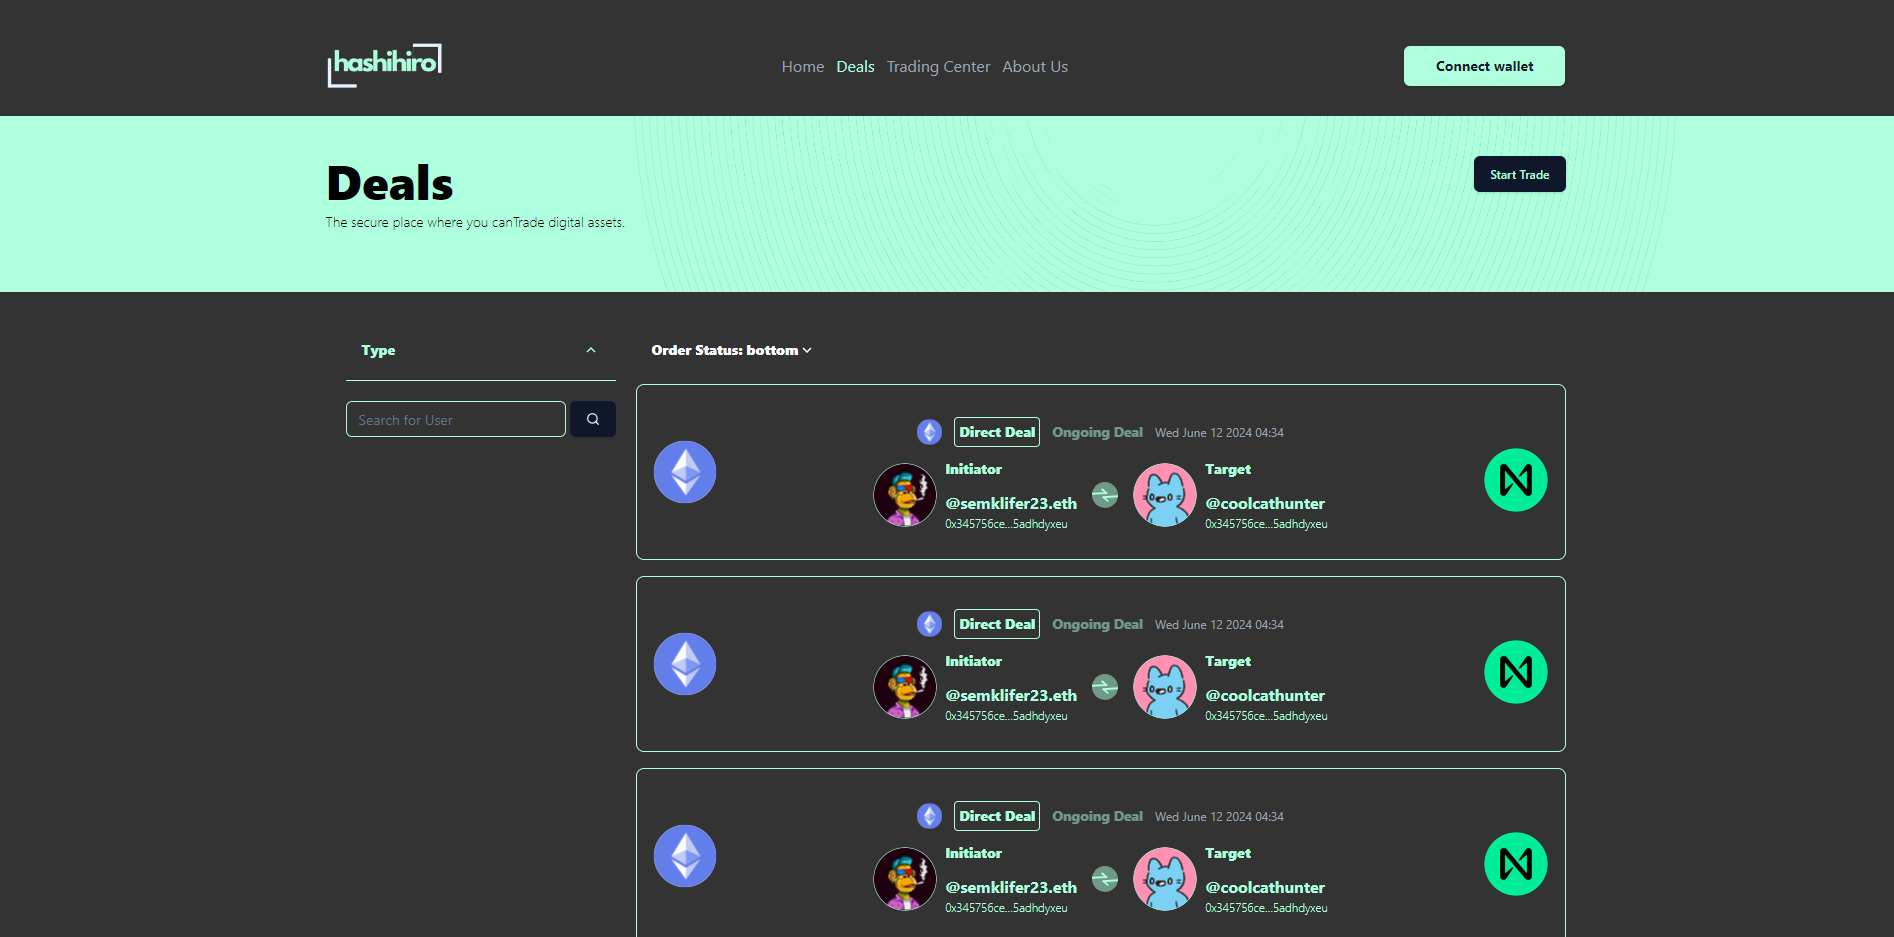 hashihiro
Home Deals Trading Center About Us
Connect wallet
Deals
The secure place where you canTrade digital assets.
Start Trade
Type
Search for User
Order Status: bottom
Direct Deal Ongoing Deal Wed June 12 2024 04:34
Initiator
@semklifer23.eth
0x345756ce...5adhdyxeu
Target
@coolcathunter
0x345756ce...5adhdyxeu
Direct Deal Ongoing Deal Wed June 12 2024 04:34
Initiator
@semklifer23.eth
0x345756ce...5adhdyxeu
Target
@coolcathunter
0x345756ce...5adhdyxeu
Direct Deal Ongoing Deal Wed June 12 2024 04:34
Initiator
@semklifer23.eth
0x345756ce...5adhdyxeu
Target
@coolcathunter
0x345756ce...5adhdyxeu